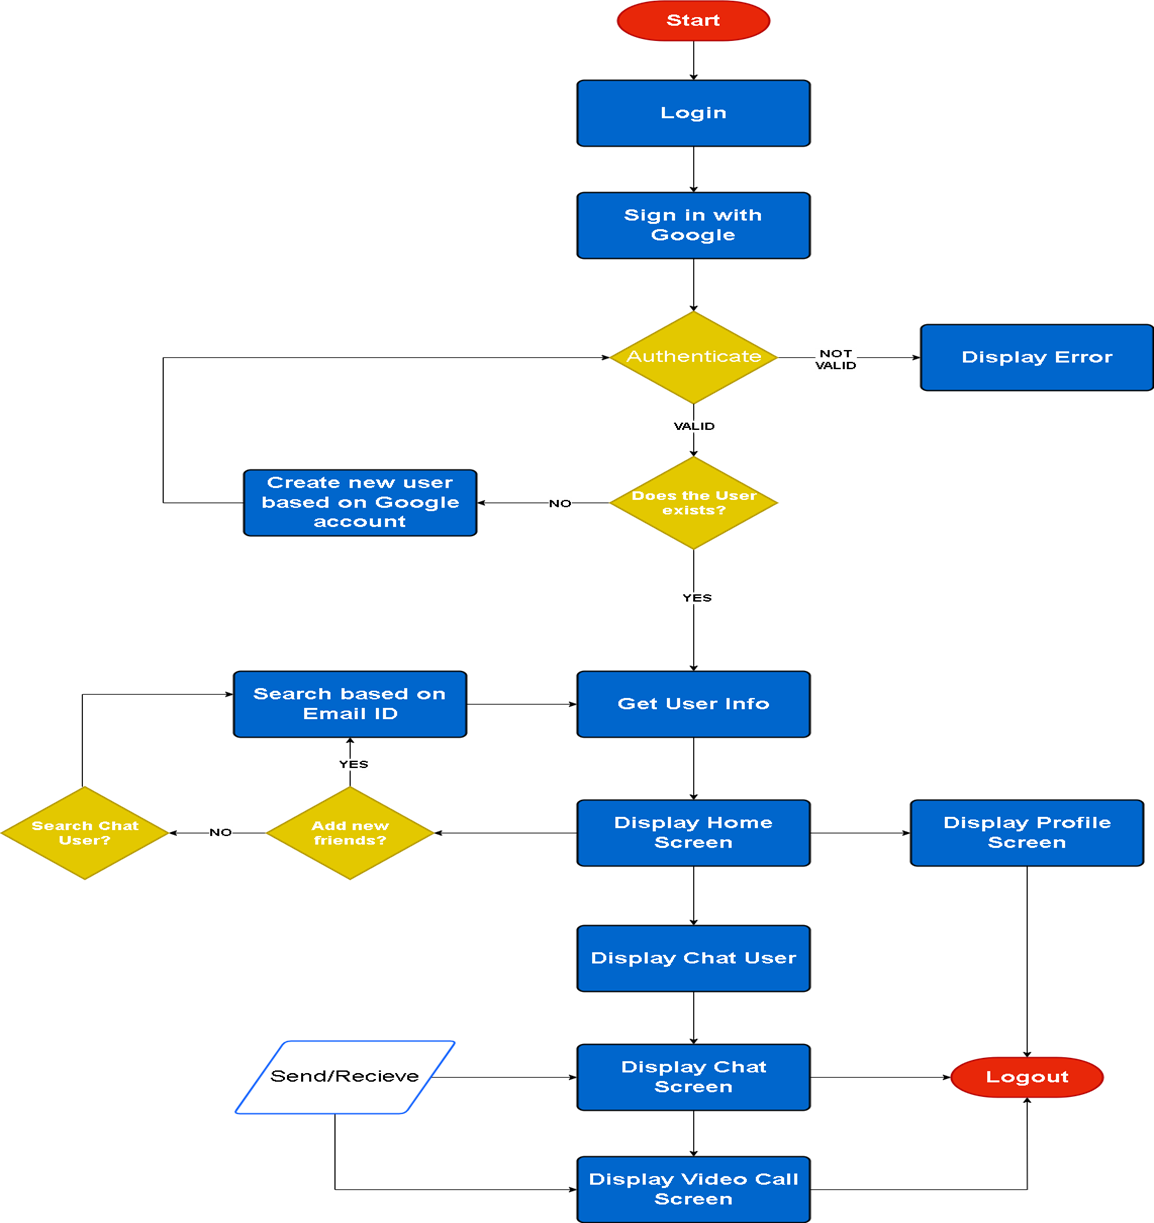 Start
Login
Sign in with
Google
Authenticate
NOT
VALID
Display Error
VALID
Create new user
based on Google
account
NO
Does the User
exists?
YES
Search based on
Email ID
Get User Info
YES
Search Chat
User?
NO
Add new
friends?
Display Home
Screen
Display Profile
Screen
Display Chat User
Send/Recieve
Display Chat
Screen
Logout
Display Video Call
Screen